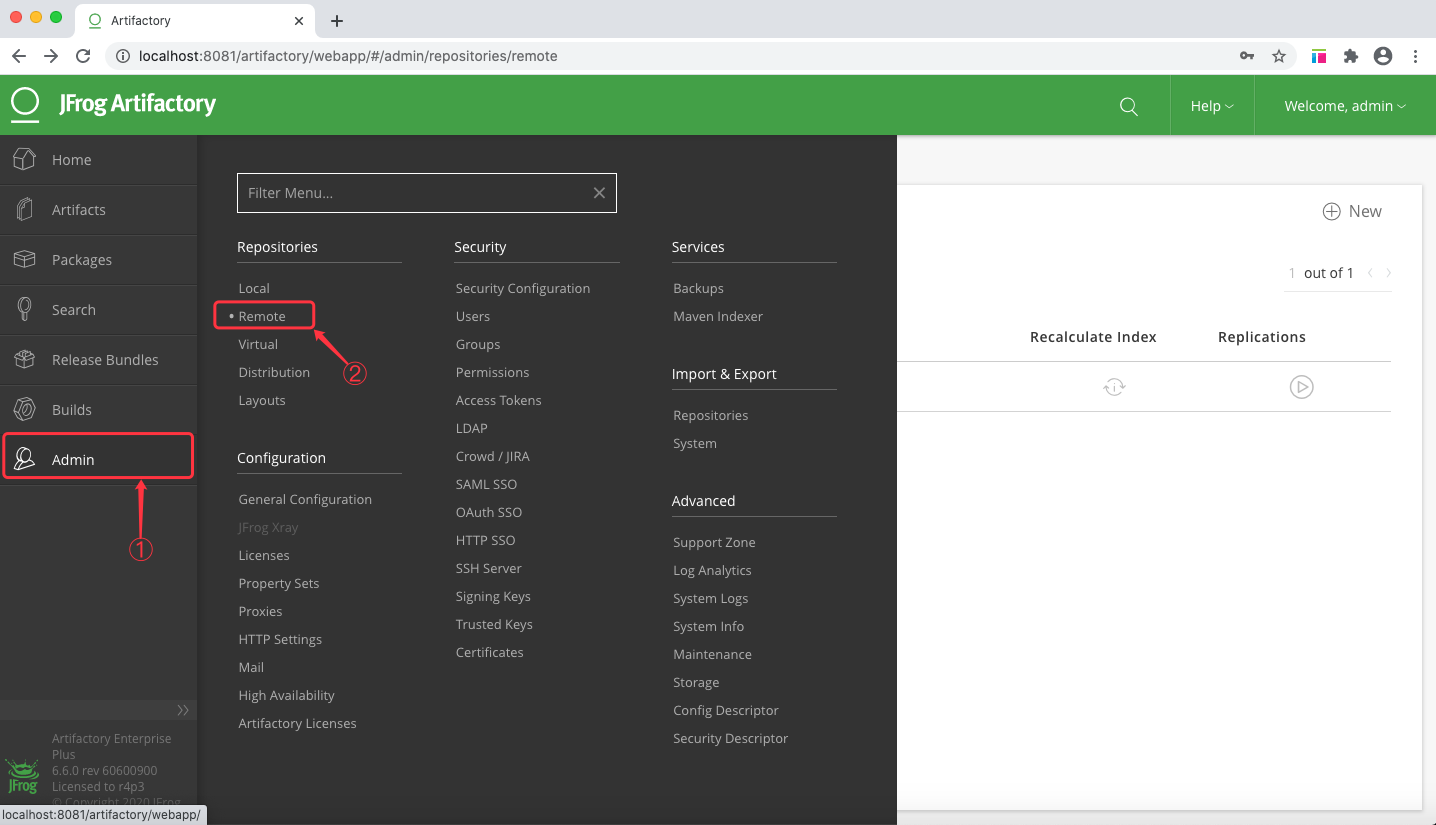 Artifactory
localhost:8081/artifactory/webapp/#/admin/repositories/remote
JFrog Artifactory
Help
Welcome, admin
Home
Artifacts
Packages
Search
Release Bundles
Builds
Admin
①
Filter Menu...
Repositories
Local
• Remote
②
Virtual
Distribution
Layouts
Configuration
General Configuration
JFrog Xray
Licenses
Property Sets
Proxies
HTTP Settings
Mail
High Availability
Artifactory Licenses
Security
Security Configuration
Users
Groups
Permissions
Access Tokens
LDAP
Crowd / JIRA
SAML SSO
OAuth SSO
HTTP SSO
SSH Server
Signing Keys
Trusted Keys
Certificates
Services
Backups
Maven Indexer
Import & Export
Repositories
System
Advanced
Support Zone
Log Analytics
System Logs
System Info
Maintenance
Storage
Config Descriptor
Security Descriptor
New
1 out of 1
Recalculate Index Replications
Artifactory Enterprise
Plus
6.6.0 rev 60600900
Licensed to r4p3
© Copyright 2020 JFrog
JFrog
localhost:8081/artifactory/webapp/